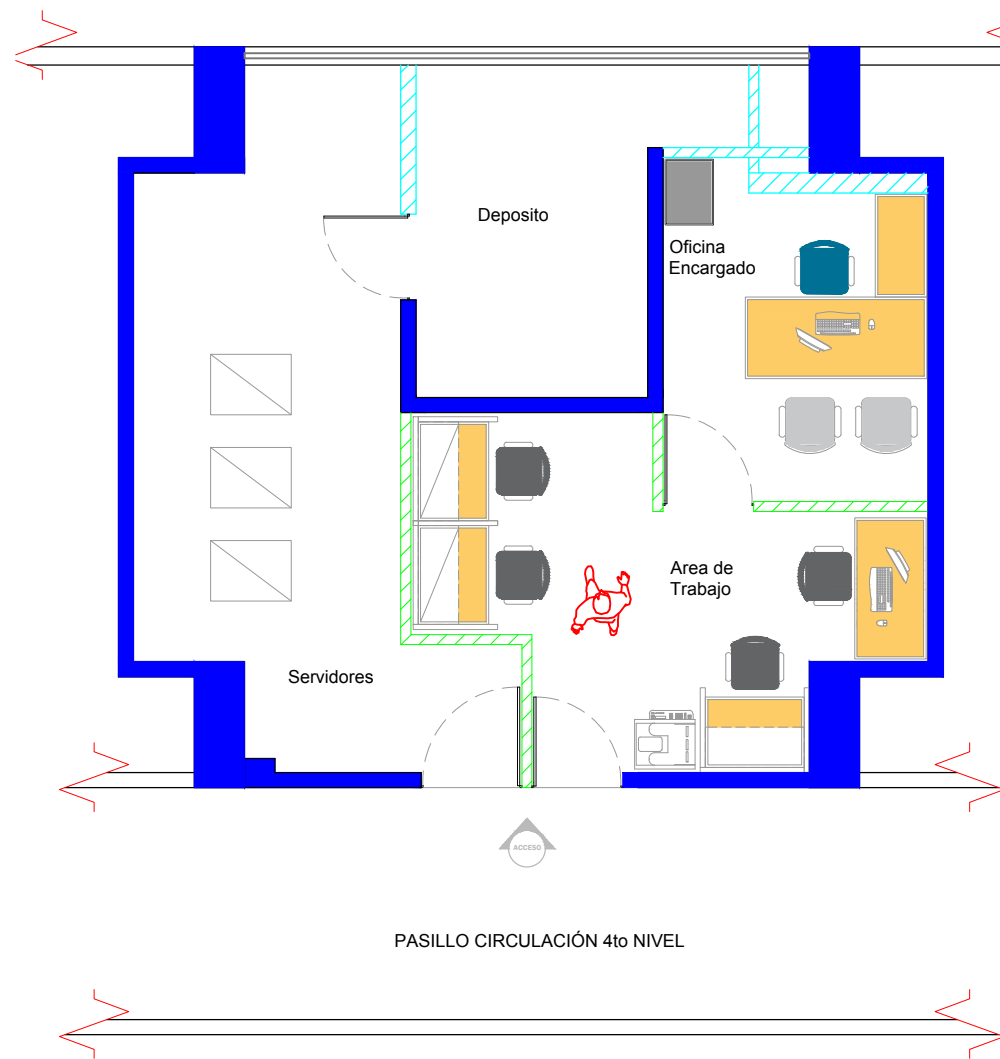 Deposito
Oficina
Encargado
Area de
Trabajo
Servidores
ACCESO
PASILLO CIRCULACIÓN 4to NIVEL